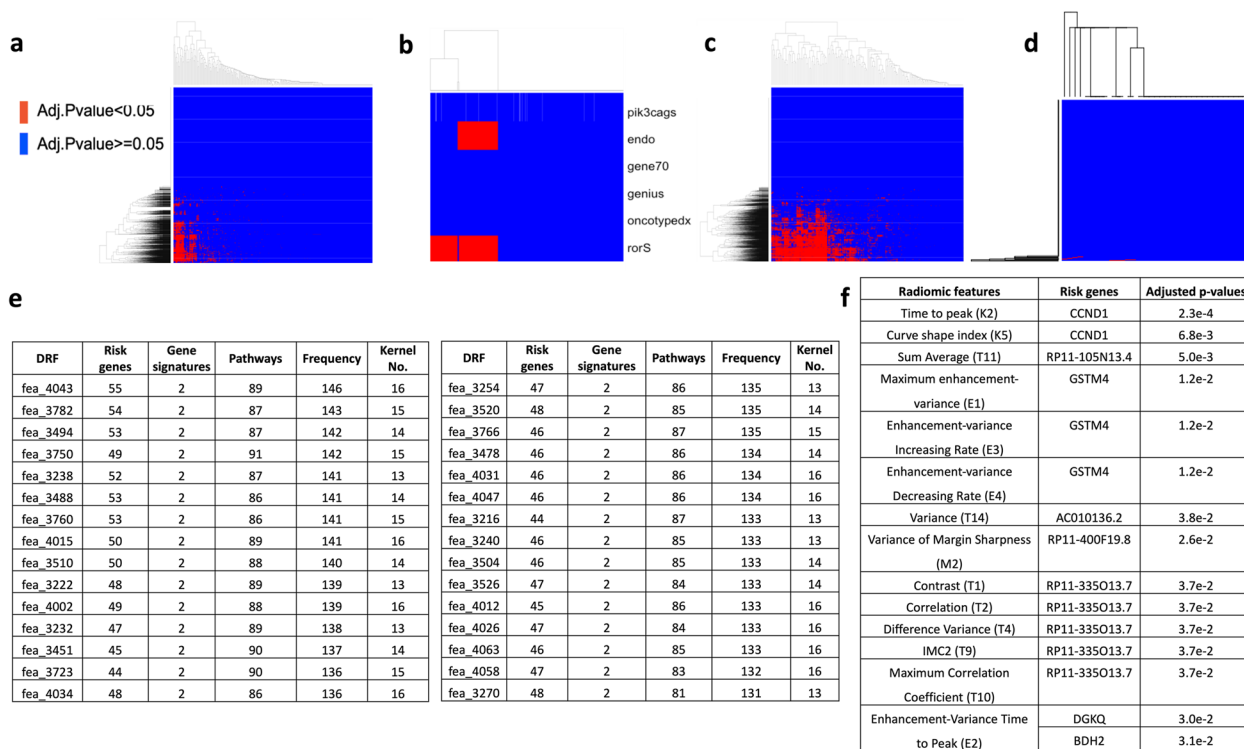 a
b
c
d
Adj.Pvalue<0.05
Adj.Pvalue>=0.05
pik3cags
endo
gene70
genius
oncotypedx
rorS
e
DRF Risk genes Gene signatures Pathways Frequency Kernel No.
fea_4043 55 2 89 146 16
fea_3782 54 2 87 143 15
fea_3494 53 2 87 142 14
fea_3750 49 2 91 142 15
fea_3238 52 2 87 141 13
fea_3488 53 2 86 141 14
fea_3760 53 2 86 141 15
fea_4015 50 2 89 141 16
fea_3510 50 2 88 140 14
fea_3222 48 2 89 139 13
fea_4002 49 2 88 139 16
fea_3232 47 2 89 138 13
fea_3451 45 2 90 137 14
fea_3723 44 2 90 136 15
fea_4034 48 2 86 136 16
DRF Risk genes Gene signatures Pathways Frequency Kernel No.
fea_3254 47 2 86 135 13
fea_3520 48 2 85 135 14
fea_3766 46 2 87 135 15
fea_3478 46 2 86 134 14
fea_4031 46 2 86 134 16
fea_4047 46 2 86 134 16
fea_3216 44 2 87 133 13
fea_3240 46 2 85 133 13
fea_3504 46 2 85 133 14
fea_3526 47 2 84 133 14
fea_4012 45 2 86 133 16
fea_4026 47 2 84 133 16
fea_4063 46 2 85 133 16
fea_4058 47 2 83 132 16
fea_3270 48 2 81 131 13
f
Radiomic features Risk genes Adjusted p-values
Time to peak (K2) CCND1 2.3e-4
Curve shape index (K5) CCND1 6.8e-3
Sum Average (T11) RP11-105N13.4 5.0e-3
Maximum enhancement- GSTM4 1.2e-2
variance (E1)
Enhancement-variance GSTM4 1.2e-2
Increasing Rate (E3)
Enhancement-variance GSTM4 1.2e-2
Decreasing Rate (E4)
Variance (T14) AC010136.2 3.8e-2
Variance of Margin Sharpness RP11-400F19.8 2.6e-2
(M2)
Contrast (T1) RP11-335O13.7 3.7e-2
Correlation (T2) RP11-335O13.7 3.7e-2
Difference Variance (T4) RP11-335O13.7 3.7e-2
IMC2 (T9) RP11-335O13.7 3.7e-2
Maximum Correlation RP11-335O13.7 3.7e-2
Coefficient (T10)
Enhancement-Variance Time DGKQ 3.0e-2
to Peak (E2) BDH2 3.1e-2